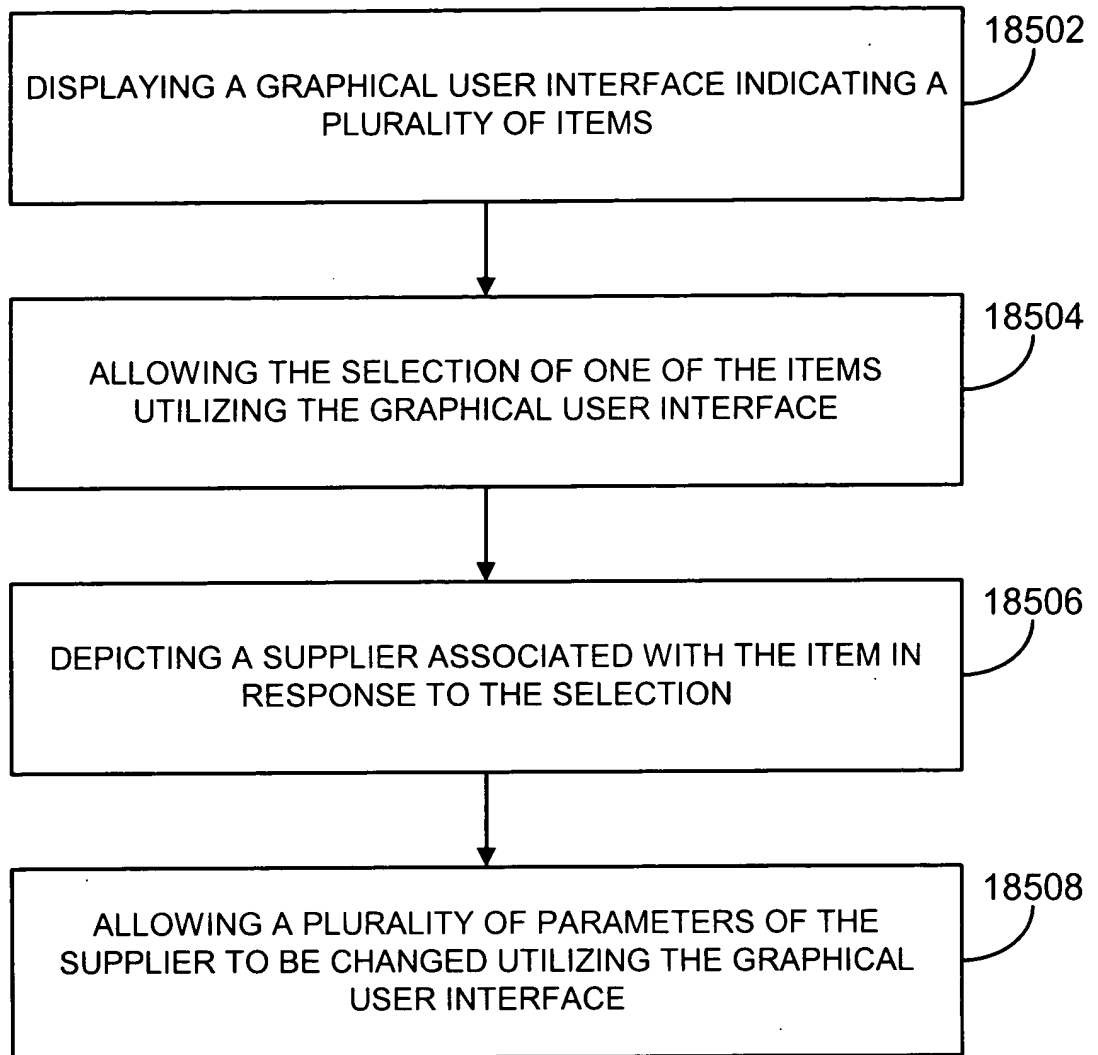 18502
DISPLAYING A GRAPHICAL USER INTERFACE INDICATING A
PLURALITY OF ITEMS
18504
ALLOWING THE SELECTION OF ONE OF THE ITEMS
UTILIZING THE GRAPHICAL USER INTERFACE
18506
DEPICTING A SUPPLIER ASSOCIATED WITH THE ITEM IN
RESPONSE TO THE SELECTION
18508
ALLOWING A PLURALITY OF PARAMETERS OF THE
SUPPLIER TO BE CHANGED UTILIZING THE GRAPHICAL
USER INTERFACE